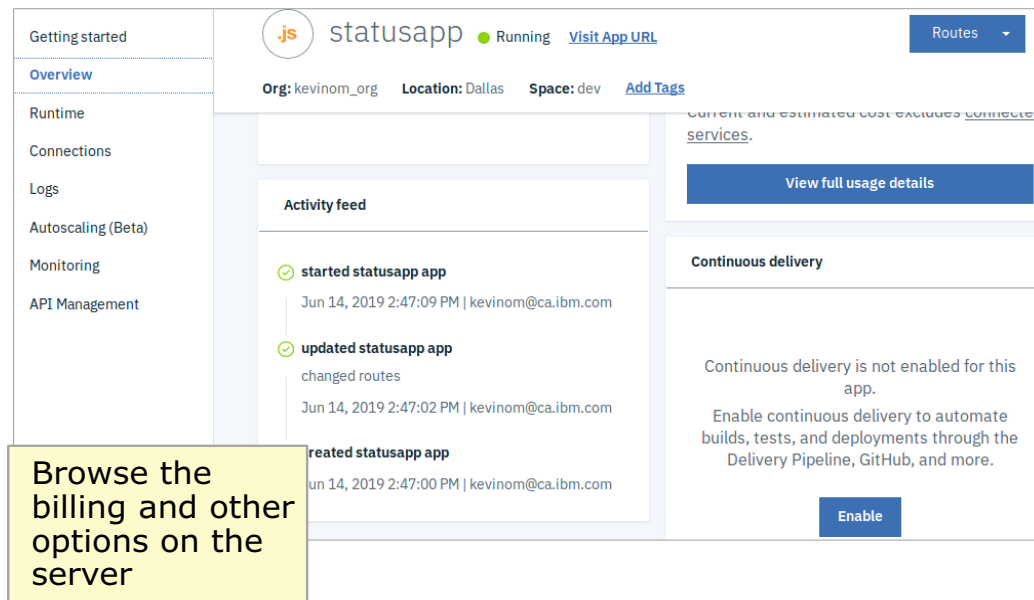 Getting started
Overview
Runtime
Connections
Logs
Autoscaling (Beta)
Monitoring
API Management
.js statusapp Running Visit App URL
Routes
Org: kevinom_org Location: Dallas Space: dev Add Tags
Current and estimated cost excludes
services.
View full usage details
Activity feed
started statusapp app
Jun 14, 2019 2:47:09 PM | kevinom@ca.ibm.com
updated statusapp app
changed routes
Jun 14, 2019 2:47:02 PM | kevinom@ca.ibm.com
reated statusapp app
un 14, 2019 2:47:00 PM | kevinom@ca.ibm.com
Continuous delivery
Continuous delivery is not enabled for this
app.
Enable continuous delivery to automate
builds, tests, and deployments through the
Delivery Pipeline, GitHub, and more.
Enable
Browse the
billing and other
options on the
server